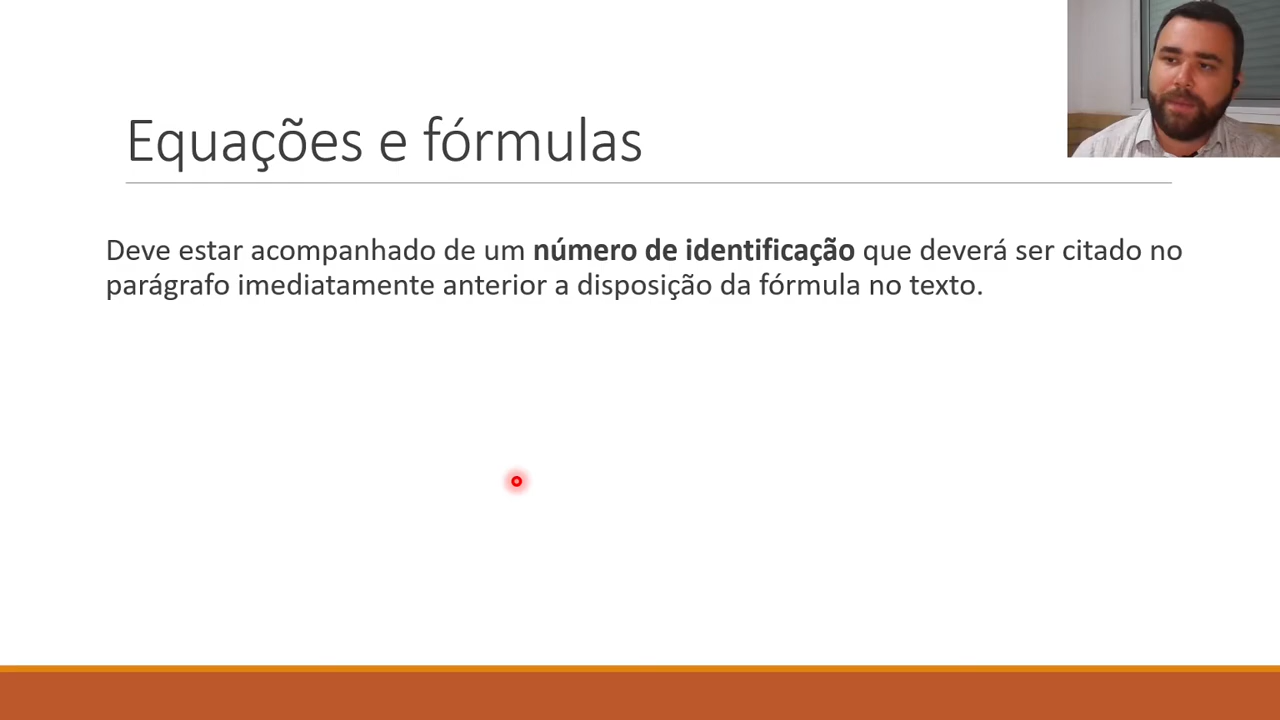 Equações e fórmulas
Deve estar acompanhado de um número de identificação que deverá ser citado no
parágrafo imediatamente anterior a disposição da fórmula no texto.